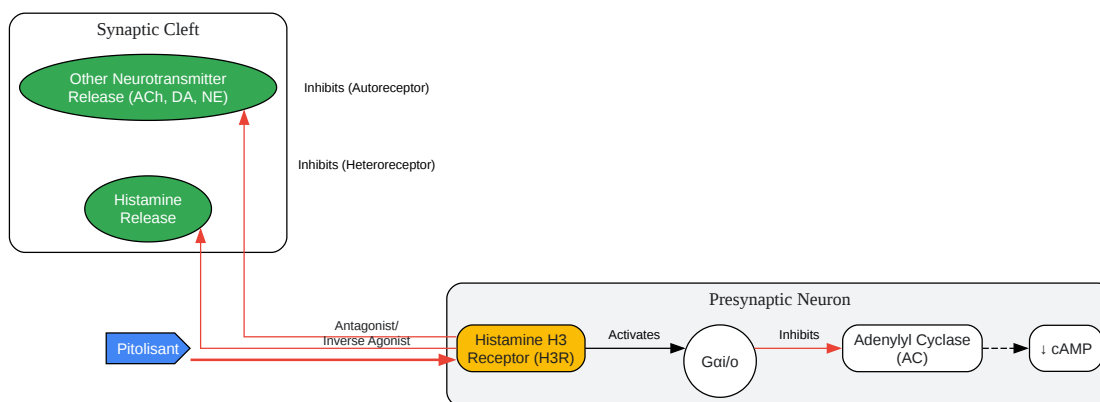 Synaptic Cleft
Other Neurotransmitter
Release (ACh, DA, NE)
Inhibits (Autoreceptor)
Inhibits (Heteroreceptor)
Histamine
Release
Presynaptic Neuron
Pitolisant
Antagonist/
Inverse Agonist
Histamine H3
Receptor (H3R)
Activates
Gαi/o
Inhibits
Adenylyl Cyclase
(AC)
↓ cAMP